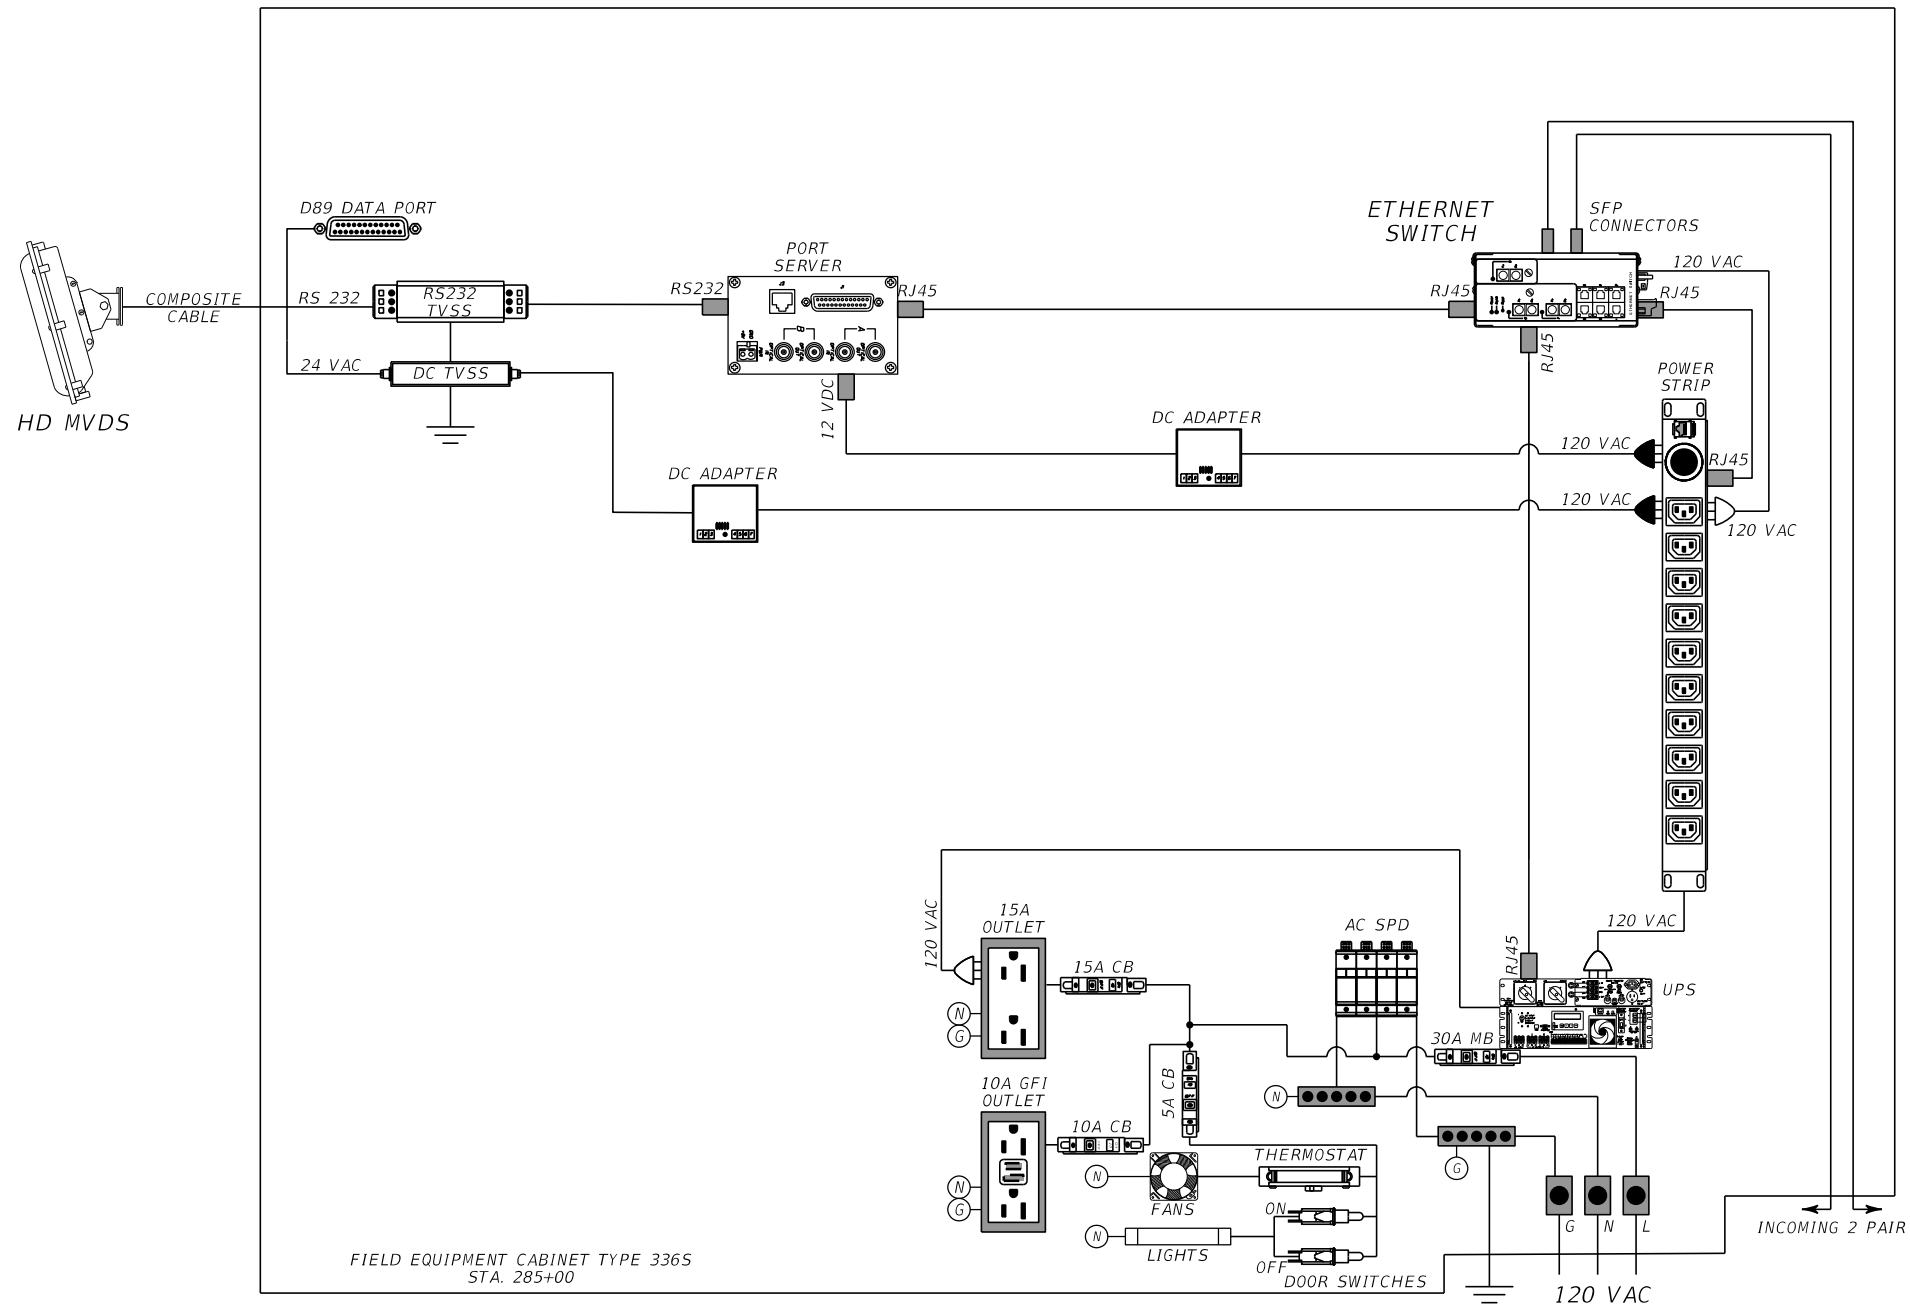 ETHERNET
SWITCH
SFP
CONNECTORS
D89 DATA PORT
PORT
SERVER
120 VAC
COMPOSITE
CABLE
RS 232
RS232
TVSS
RS232
RJ45
RJ45
RJ45
RJ45
24 VAC
DC TVSS
12 VDC
HD MVDS
POWER
STRIP
DC ADAPTER
120 VAC
RJ45
DC ADAPTER
120 VAC
120 VAC
120 VAC
15A
OUTLET
120 VAC
15A CB
N
G
AC SPD
RJ45
120 VAC
UPS
30A MB
10A GFI
OUTLET
5A CB
10A CB
N
N
G
N
G
THERMOSTAT
FANS
ON
N
LIGHTS
OFF
DOOR SWITCHES
G
N
L
120 VAC
INCOMING 2 PAIR
FIELD EQUIPMENT CABINET TYPE 336S
STA. 285+00